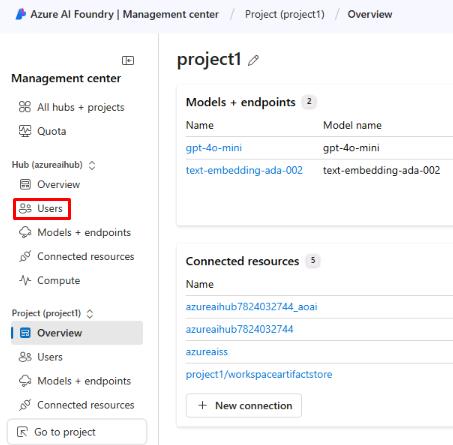 Azure AI Foundry | Management center / Project (project1) / Overview
Management center
All hubs + projects
Quota
Hub (azureaihub)
Overview
Users
Models + endpoints
Connected resources
Compute
Project (project1)
Overview
Users
Models + endpoints
Connected resources
Go to project
project1
Models + endpoints 2
Name Model name
gpt-4o-mini gpt-4o-mini
text-embedding-ada-002 text-embedding-ada-002
Connected resources 5
Name
azureaihub7824032744_aoai
azureaihub7824032744
azureaiss
project1/workspaceartifactstore
+ New connection